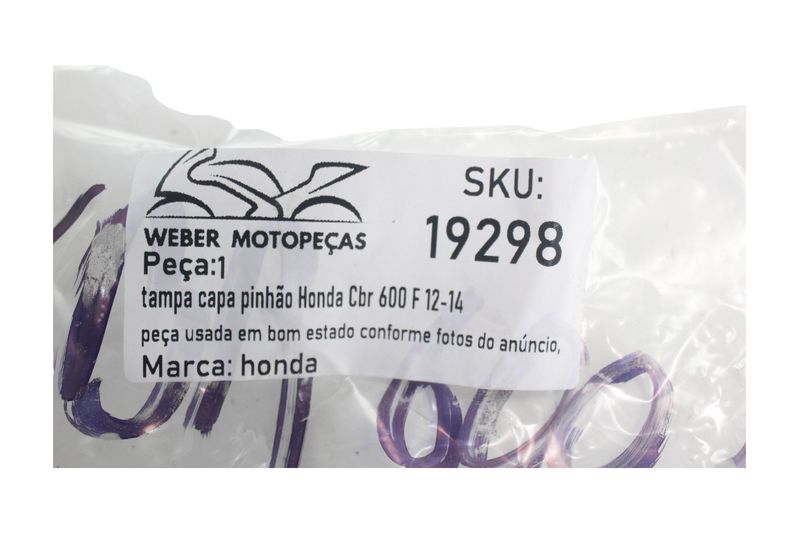 WEBER MOTOPEÇAS
SKU:
19298
Peça:1
tampa capa pinhão Honda Cbr 600 F 12-14
peça usada em bom estado conforme fotos do anúncio,
Marca: honda